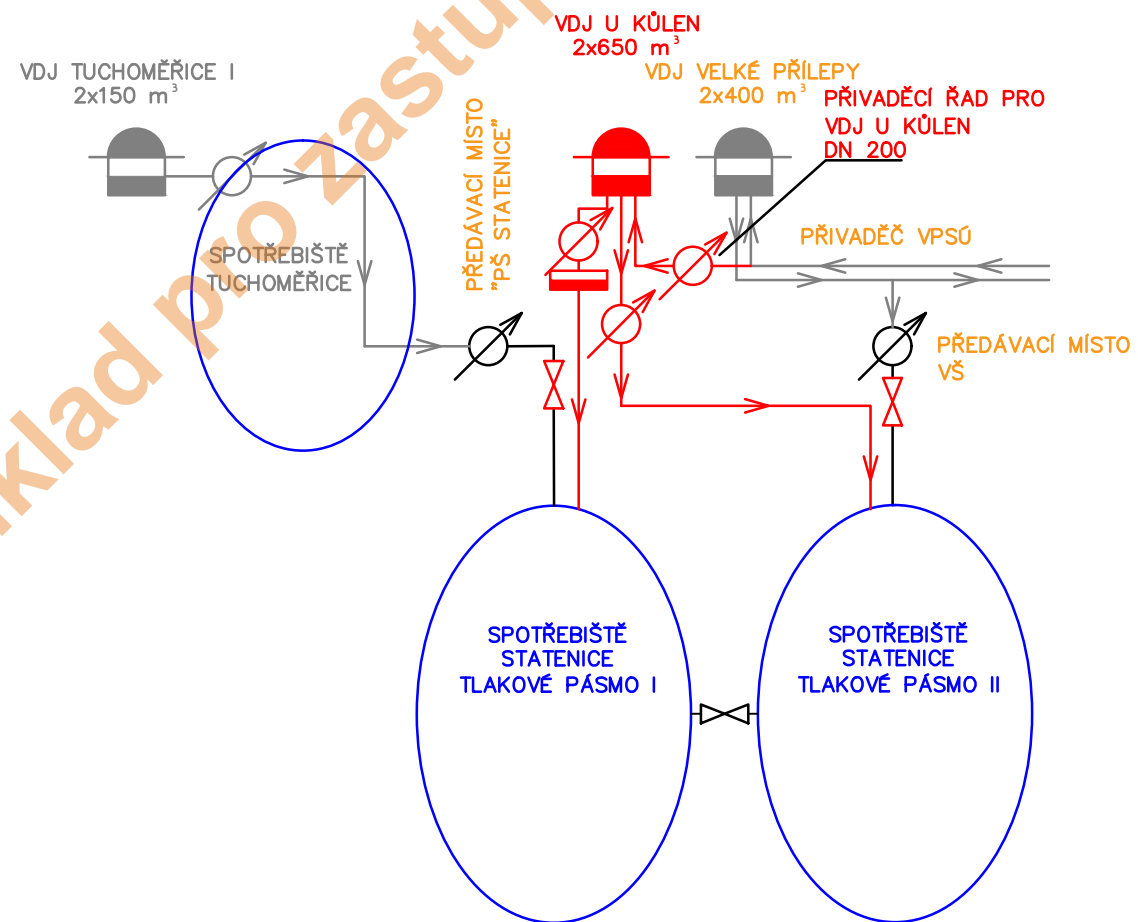 VDJ U KŮLEN
2x650 m³
VDJ TUCHOMĚŘICE I
2x150 m³
VDJ VELKÉ PŘÍLEPY
2x400 m³
PŘIVADĚCÍ ŘAD PRO
VDJ U KŮLEN
DN 200
PŘEDÁVACÍ MÍSTO
"PŠ STATENICE"
SPOTŘEBIŠTĚ
TUCHOMĚŘICE
PŘIVADĚČ VPSÚ
PŘEDÁVACÍ MÍSTO
VŠ
SPOTŘEBIŠTĚ
STATENICE
TLAKOVÉ PÁSMO I
SPOTŘEBIŠTĚ
STATENICE
TLAKOVÉ PÁSMO II
pro